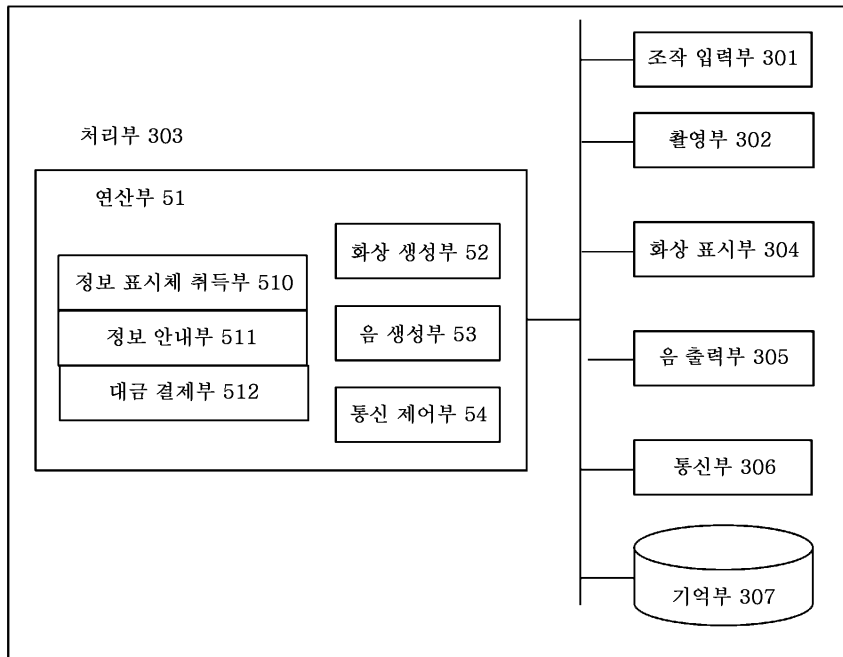 처리부 303
연산부 51
정보 표시체 취득부 510
정보 안내부 511
대금 결제부 512
화상 생성부 52
음 생성부 53
통신 제어부 54
조작 입력부 301
촬영부 302
화상 표시부 304
음 출력부 305
통신부 306
기억부 307